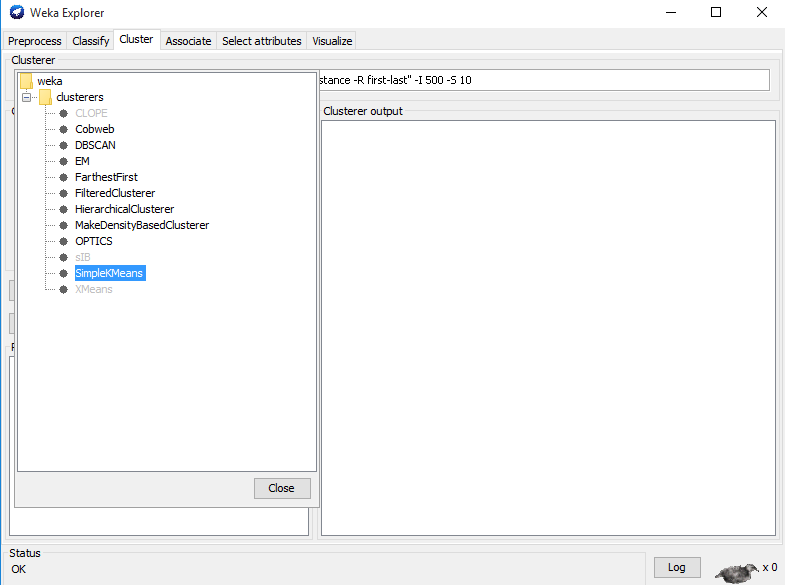 Weka Explorer
Preprocess Classify Cluster Associate Select attributes Visualize
Clusterer
stance -R first-last" -I 500 -S 10
weka
clusterers
CLOPE
Cobweb
DBSCAN
EM
FarthestFirst
FilteredClusterer
HierarchicalClusterer
MakeDensityBasedClusterer
OPTICS
sIB
SimpleKMeans
XMeans
Close
Clusterer output
Status
OK
Log
x 0